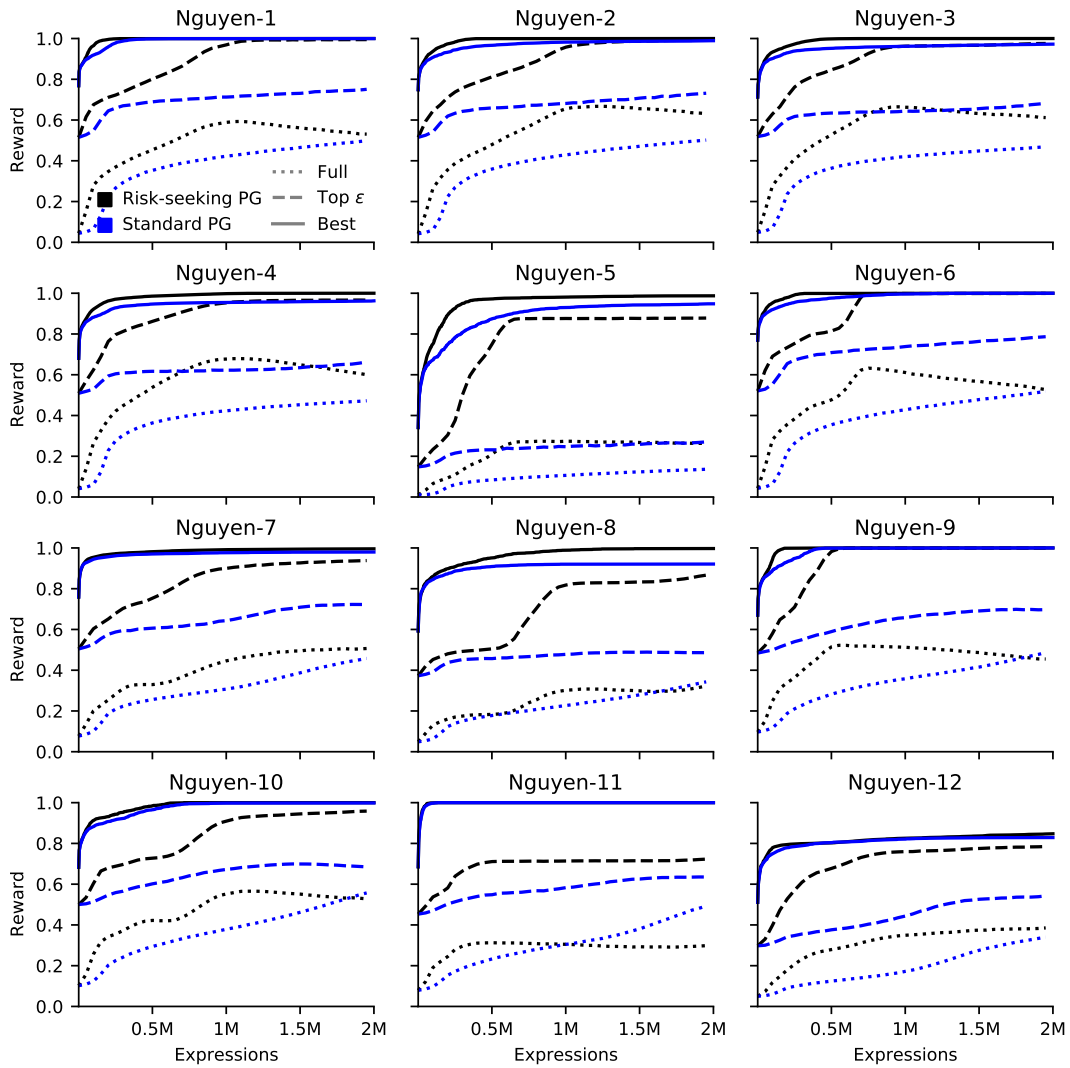 Nguyen-1 Nguyen-2 Nguyen-3
1.0
0.8
0.6
0.4
0.2
0.0
Reward
Risk-seeking PG
Standard PG
Full
Top ε
Best
Nguyen-4 Nguyen-5 Nguyen-6
1.0
0.8
0.6
0.4
0.2
0.0
Reward
Nguyen-7 Nguyen-8 Nguyen-9
1.0
0.8
0.6
0.4
0.2
0.0
Reward
Nguyen-10 Nguyen-11 Nguyen-12
1.0
0.8
0.6
0.4
0.2
0.0
Reward
0.5M 1M 1.5M 2M 0.5M 1M 1.5M 2M 0.5M 1M 1.5M 2M
Expressions Expressions Expressions